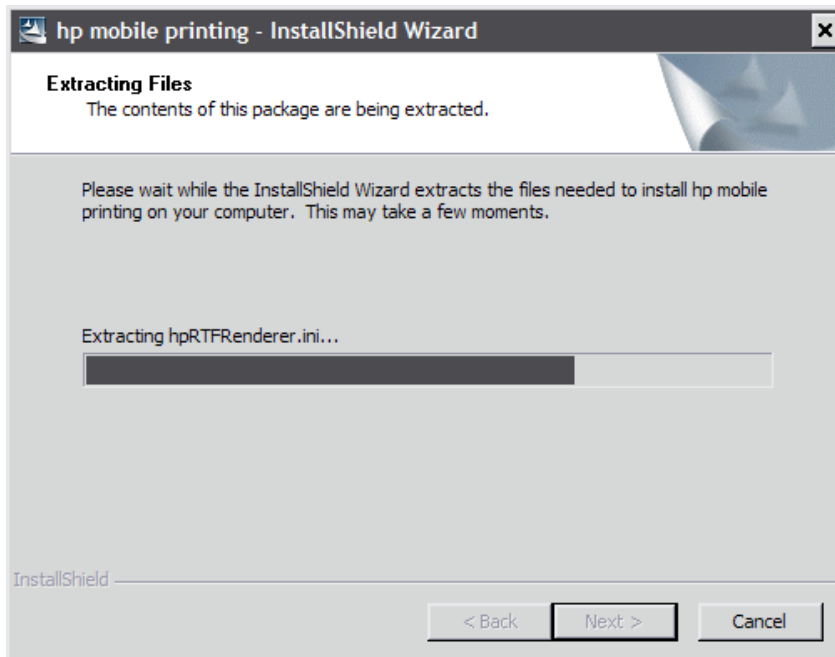 hp mobile printing - InstallShield Wizard
Extracting Files
The contents of this package are being extracted.
Please wait while the InstallShield Wizard extracts the files needed to install hp mobile
printing on your computer.  This may take a few moments.
Extracting hpRTFRenderer.ini...
InstallShield
< Back Next > Cancel